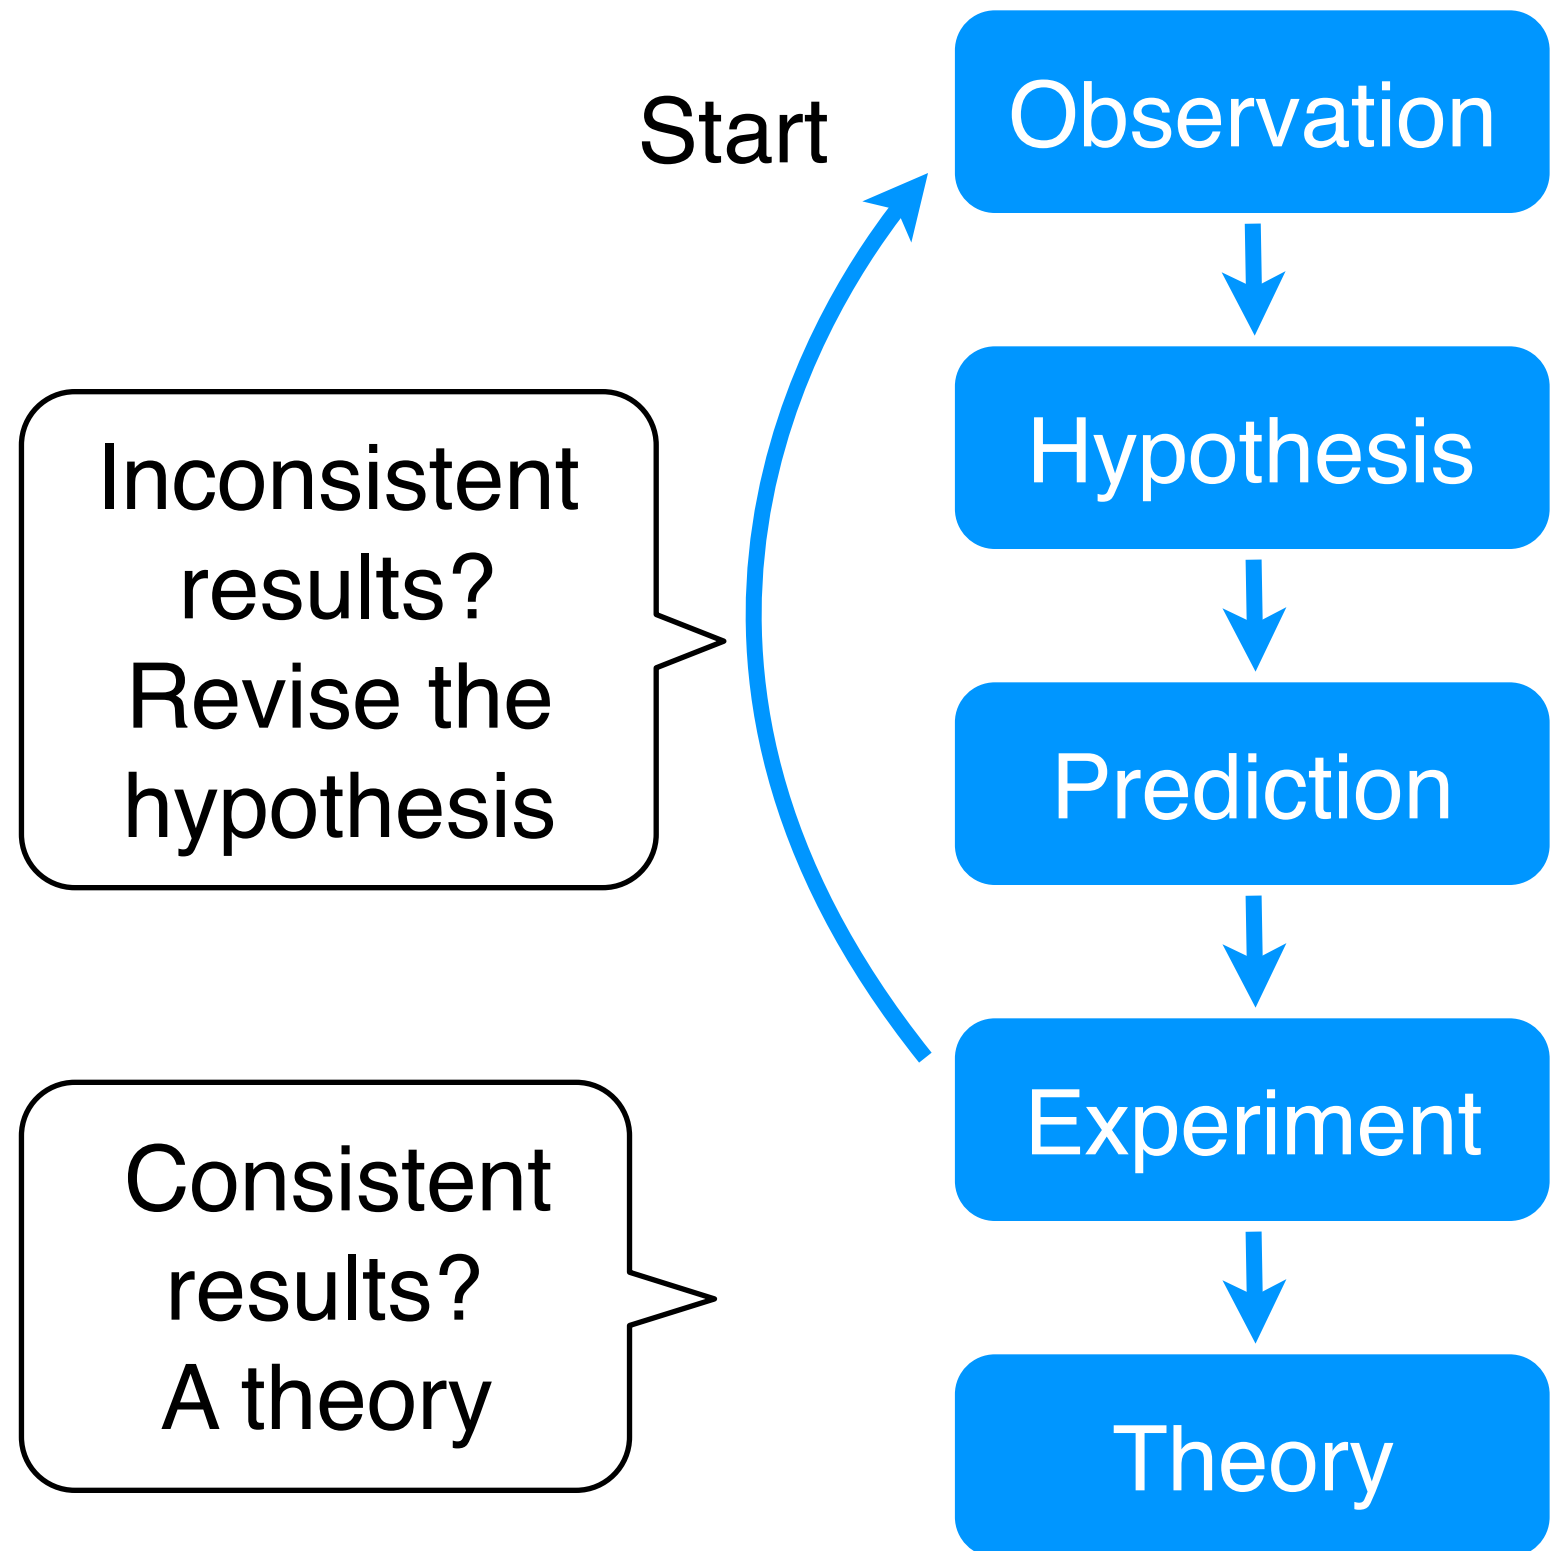 Start
Observation
Hypothesis
Inconsistent
results?
Revise the
hypothesis
Prediction
Experiment
Consistent
results?
A theory
Theory